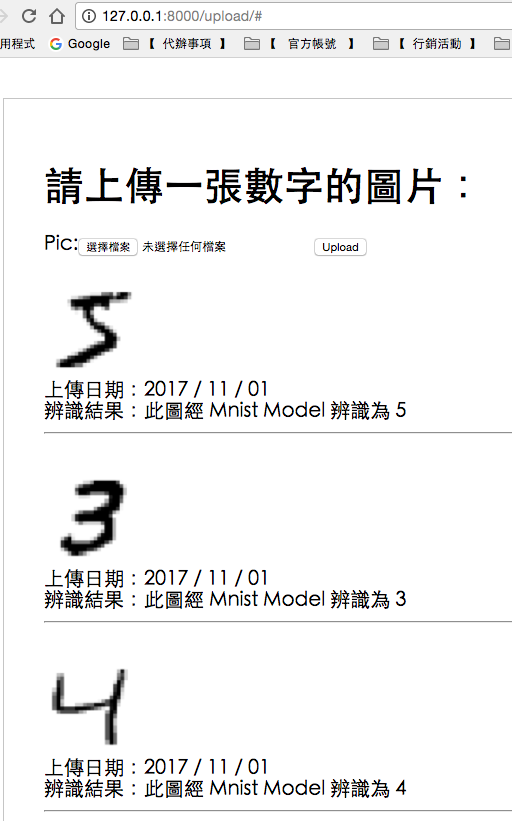 127.0.0.1:8000/upload/#
用程式 Google 【 代辦事項 】 【 官方帳號 】 【 行銷活動 】
請上傳一張數字的圖片：
Pic: 選擇檔案 未選擇任何檔案 Upload
5
上傳日期：2017 / 11 / 01
辨識結果：此圖經 Mnist Model 辨識為 5
3
上傳日期：2017 / 11 / 01
辨識結果：此圖經 Mnist Model 辨識為 3
4
上傳日期：2017 / 11 / 01
辨識結果：此圖經 Mnist Model 辨識為 4